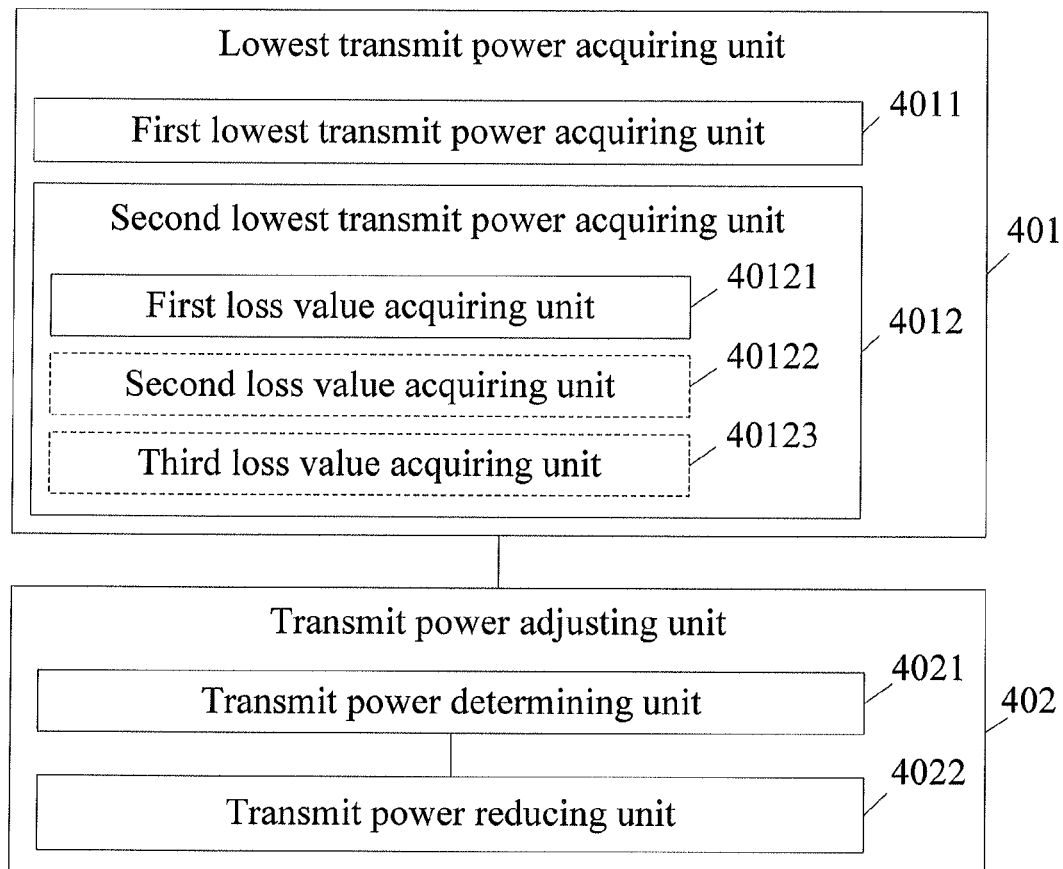 Lowest transmit power acquiring unit
4011
First lowest transmit power acquiring unit
Second lowest transmit power acquiring unit
401
40121
First loss value acquiring unit
4012
40122
Second loss value acquiring unit
40123
Third loss value acquiring unit
Transmit power adjusting unit
4021
Transmit power determining unit
402
4022
Transmit power reducing unit